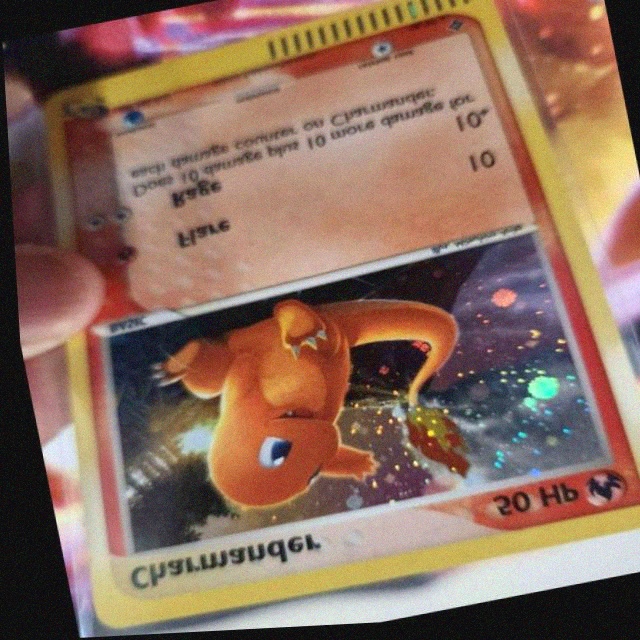 Charmander
50 HP
BASIC
Flare
10
Rage
10+
Does 10 damage plus 10 more damage for
each damage counter on Charmander.